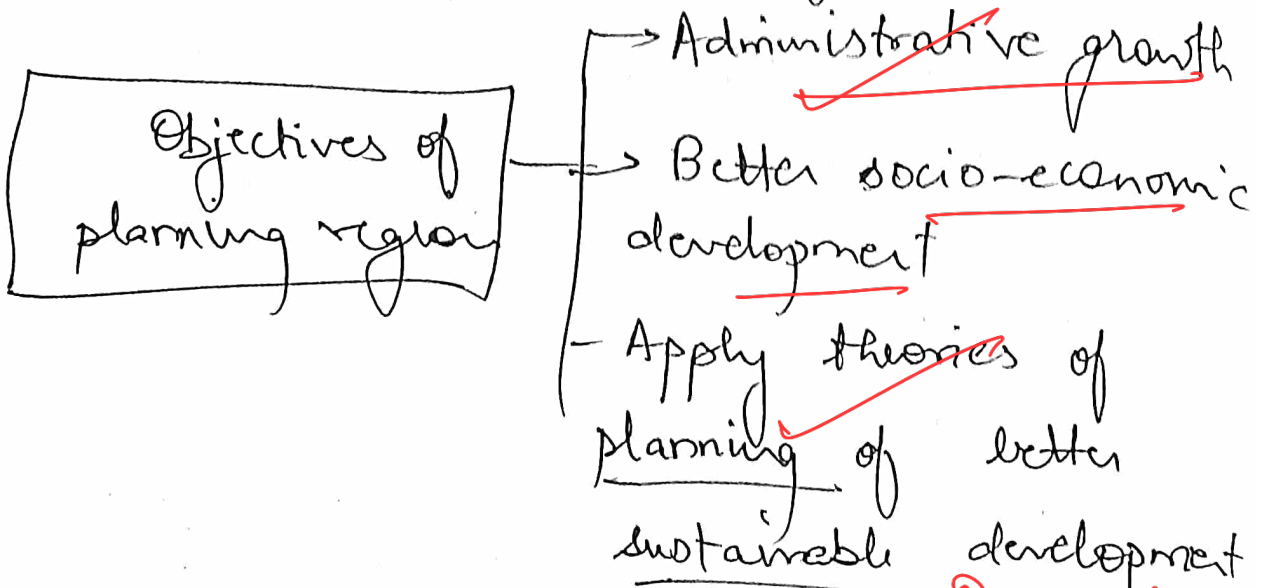 Objectives of
planning region
Administrative growth
Better socio-economic
development
Apply theories of
planning of better
sustainable development